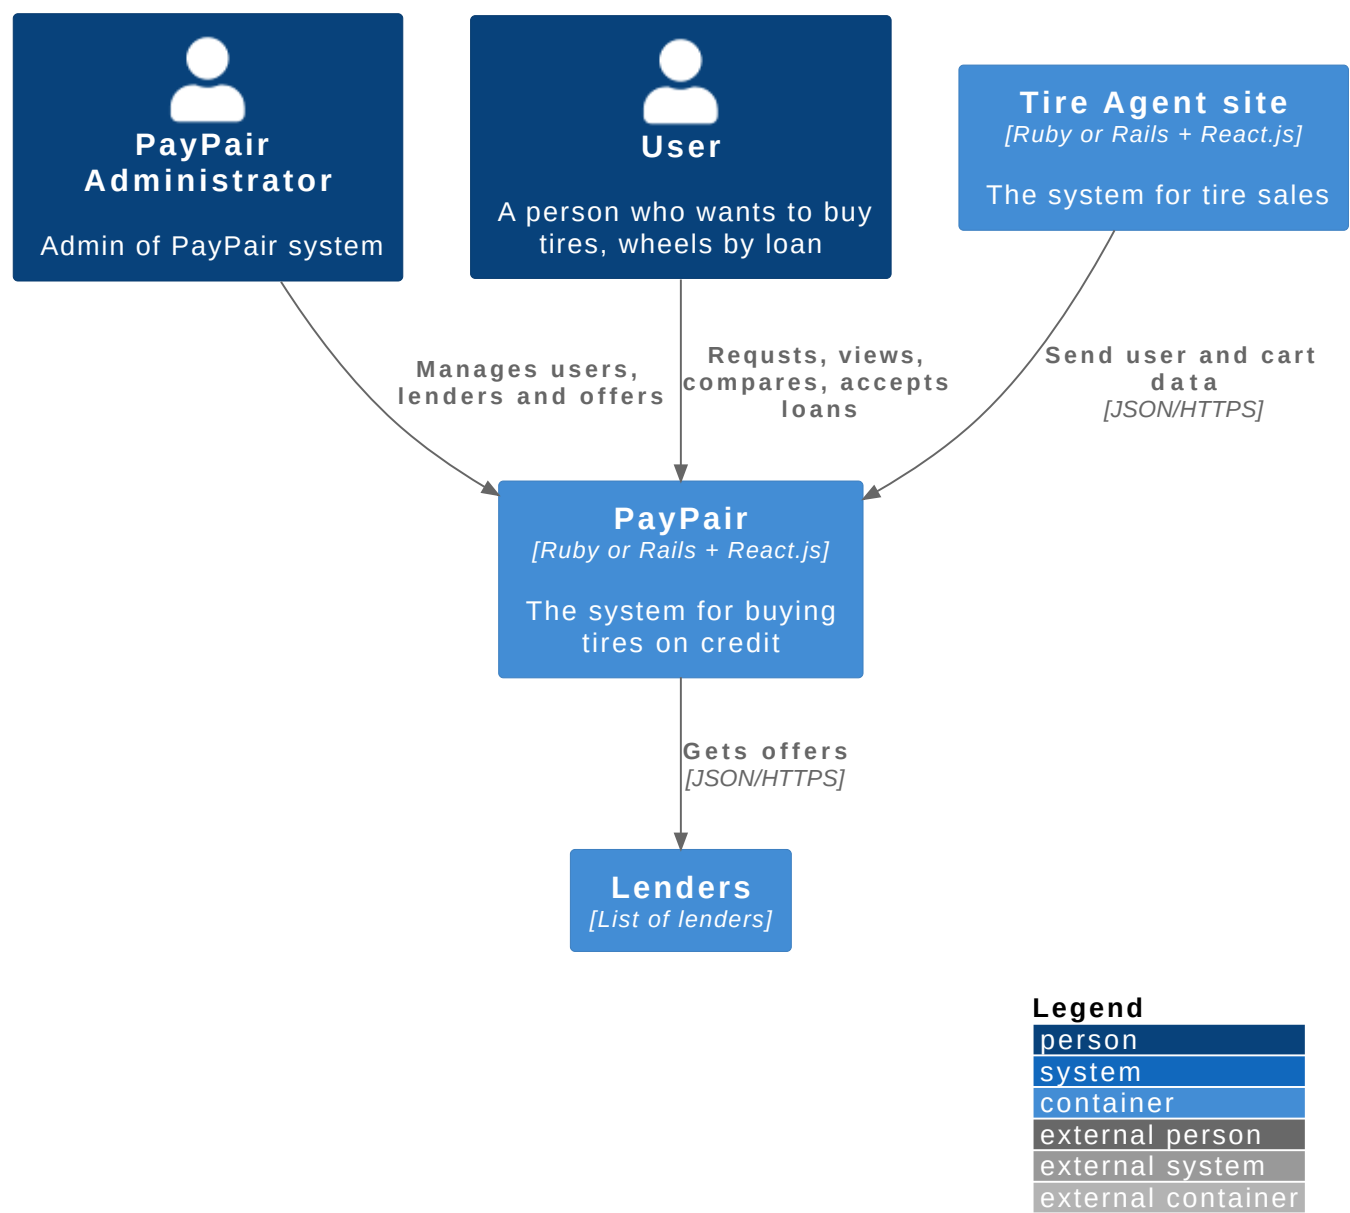 PayPair
Administrator
Admin of PayPair system
User
A person who wants to buy
tires, wheels by loan
Tire Agent site
[Ruby or Rails + React.js]
The system for tire sales
Manages users,
lenders and offers
Requsts, views,
compares, accepts
loans
Send user and cart
data
[JSON/HTTPS]
PayPair
[Ruby or Rails + React.js]
The system for buying
tires on credit
Gets offers
[JSON/HTTPS]
Lenders
[List of lenders]
Legend
person
system
container
external person
external system
external container